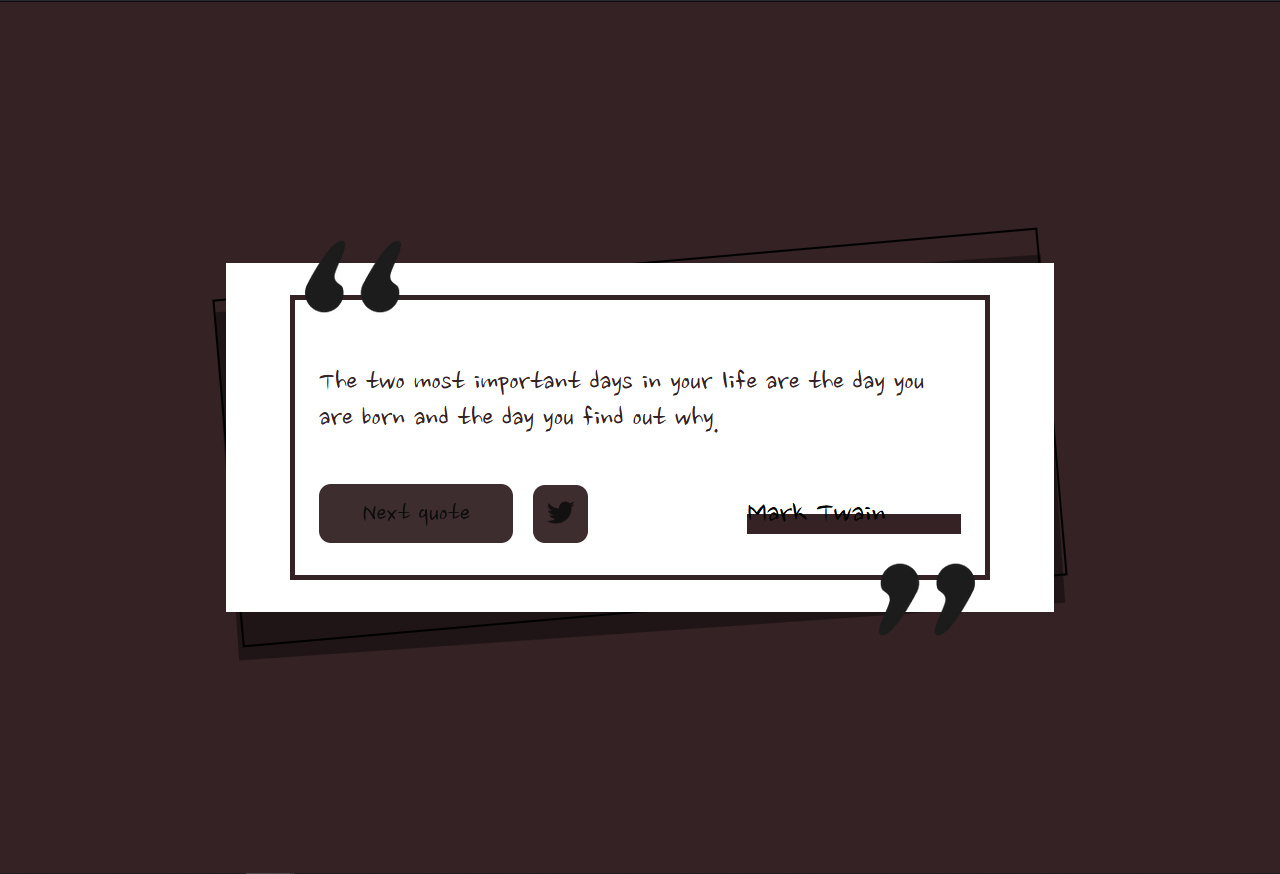 The two most important days in your life are the day you
are born and the day you find out why.
Next quote
Mark Twain